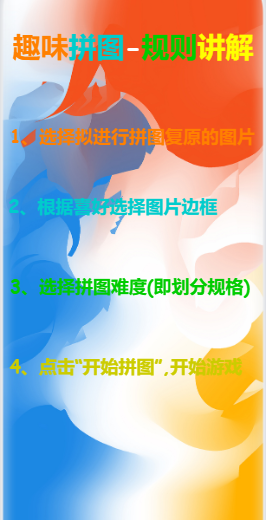 趣味拼图-规则讲解
1、选择拟进行拼图复原的图片
2、根据喜好选择图片边框
3、选择拼图难度(即划分规格)
4、点击“开始拼图”,开始游戏